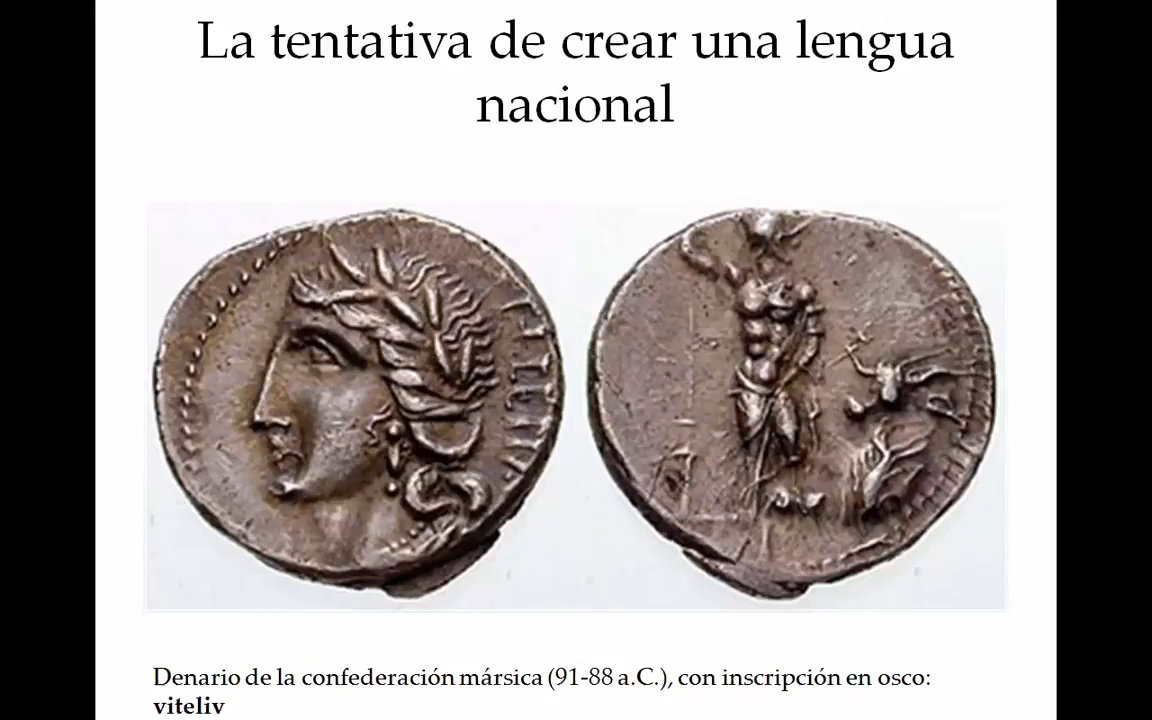 La tentativa de crear una lengua
nacional
Denario de la confederación mársica (91-88 a.C.), con inscripción en osco:
viteliv